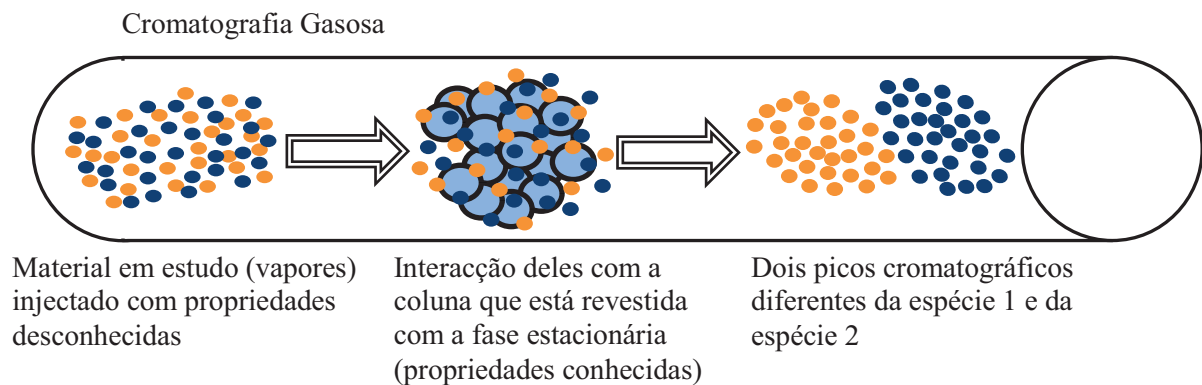 Cromatografia Gasosa
Material em estudo (vapores)
injectado com propriedades
desconhecidas
Interacção deles com a
coluna que está revestida
com a fase estacionária
(propriedades conhecidas)
Dois picos cromatográficos
diferentes da espécie 1 e da
espécie 2